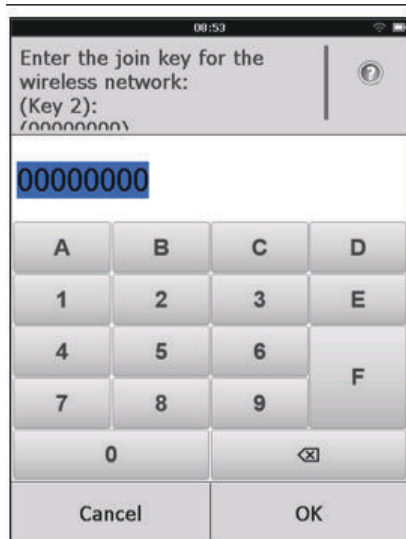 08:53
Enter the join key for the
wireless network:
(Key 2):
(00000000)
00000000
A B C D
1 2 3 E
4 5 6
F
7 8 9
0
Cancel OK